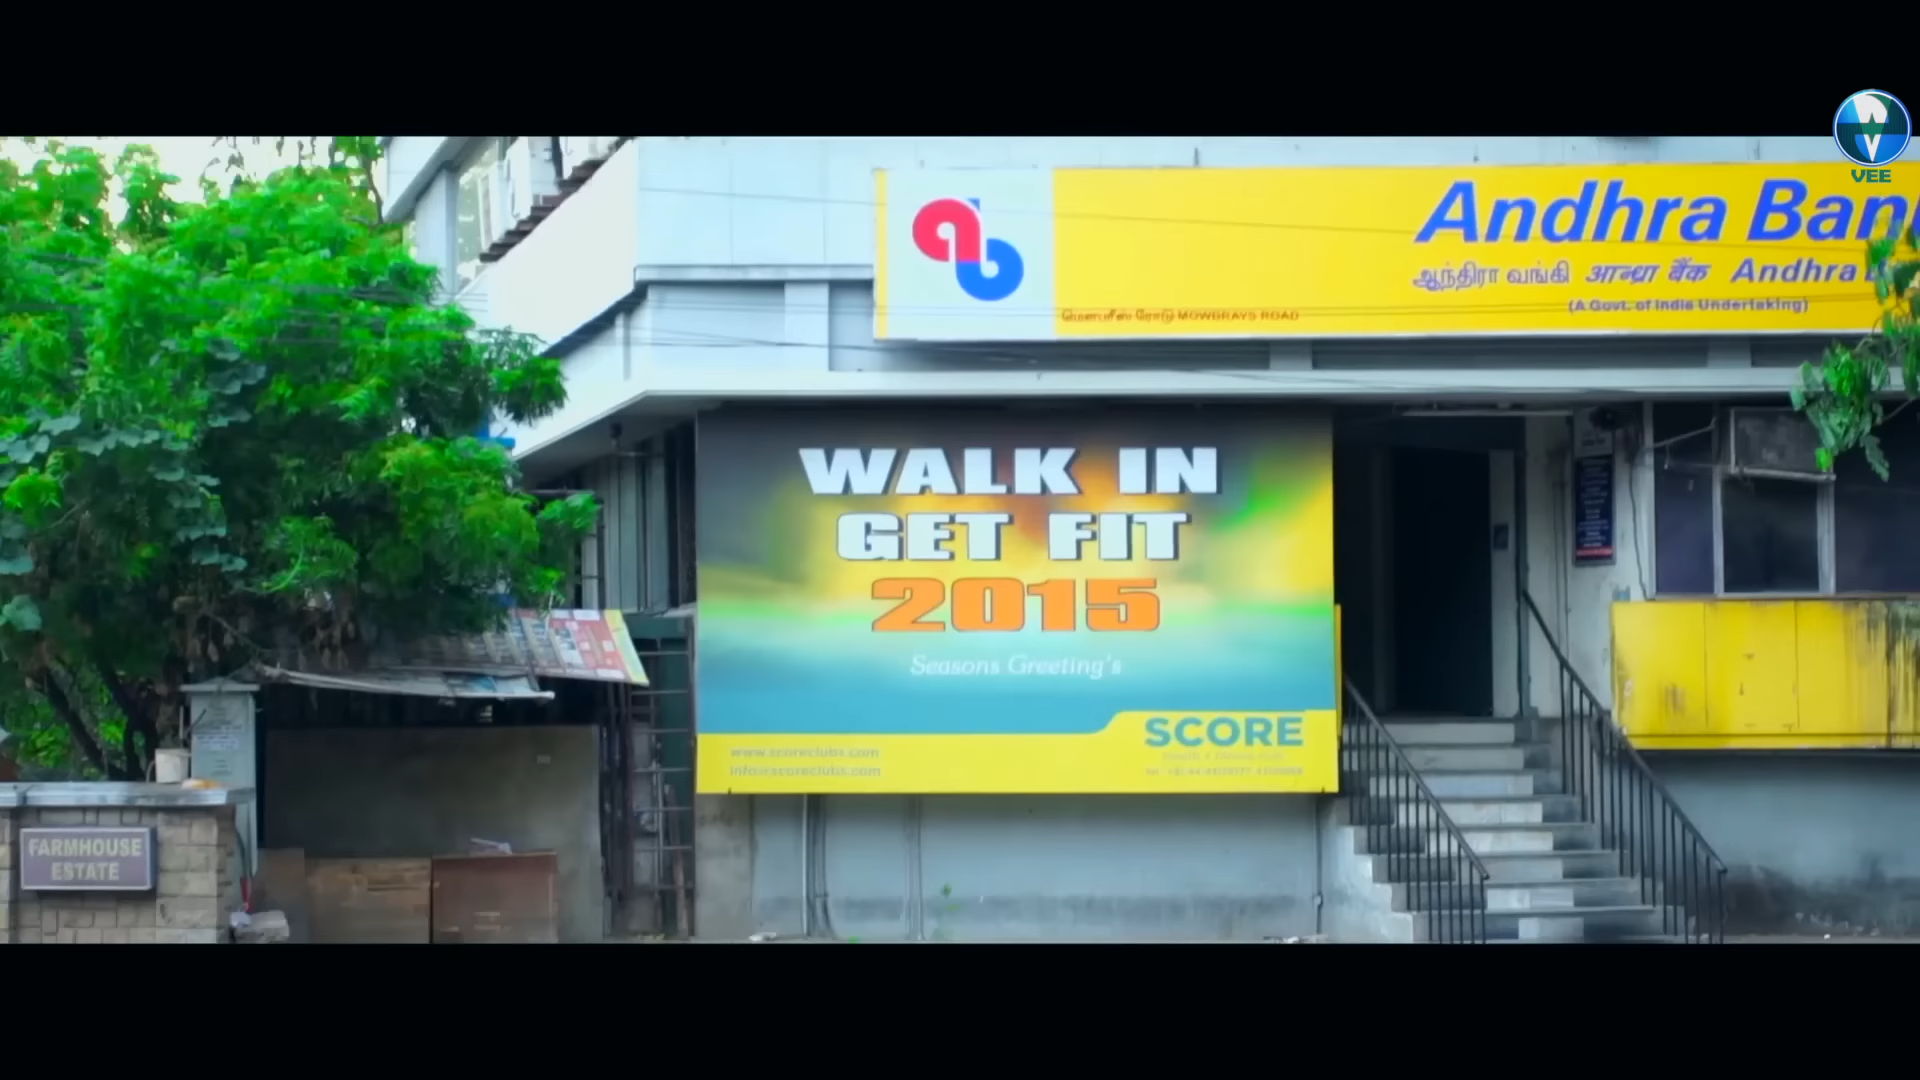 VEE
Andhra Ban
ஆந்திரா வங்கி आन्ध्रा बैंक Andhra
(A Govt. of India Undertaking)
ரோடு MOWBRAYS ROAD
WALK IN
GET FIT
2015
Seasons Greeting's
SCORE
www.scoreclubs.com
info@scoreclubs.com
FARMHOUSE
ESTATE